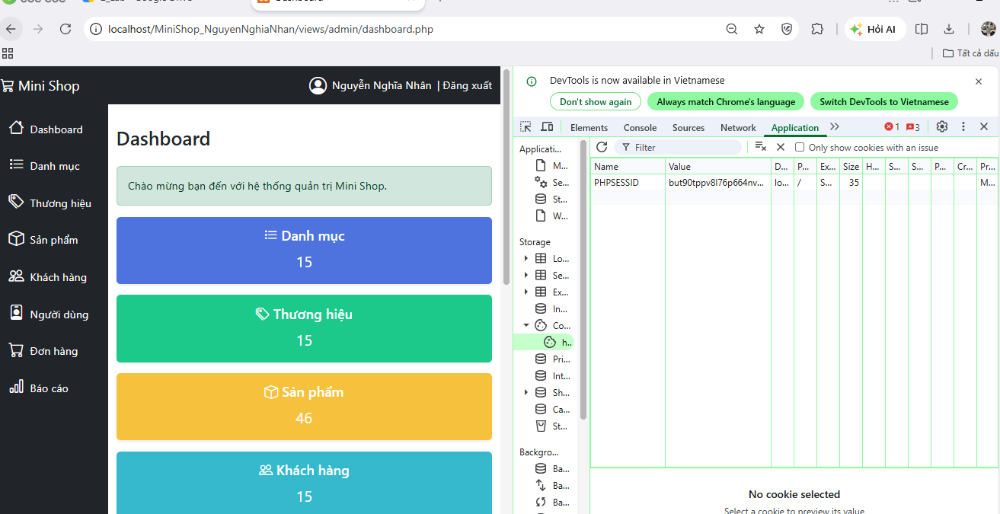 localhost/MiniShop_NguyenNghiaNhan/views/admin/dashboard.php
Hỏi AI
Tất cả dấu
Mini Shop
Nguyễn Nghĩa Nhân | Đăng xuất
Dashboard
Danh mục
Thương hiệu
Sản phẩm
Khách hàng
Người dùng
Đơn hàng
Báo cáo
Dashboard
Chào mừng bạn đến với hệ thống quản trị Mini Shop.
Danh mục
15
Thương hiệu
15
Sản phẩm
46
Khách hàng
15
DevTools is now available in Vietnamese
Don't show again
Always match Chrome's language
Switch DevTools to Vietnamese
Elements Console Sources Network Application
1 3
Filter
Only show cookies with an issue
Applicati...
M...
Se...
St...
W...
Storage
Lo...
Se...
Ex...
In...
Co...
h..
Pri...
Int...
Sh...
Ca...
St...
Backgro...
Ba...
Ba...
Ba...
Name Value D... P... Ex... Size H... S... S... P... Cr... Pr...
PHPSESSID but90tppv8l76p664nv... lo... / S... 35 M...
No cookie selected
Select a cookie to preview its value